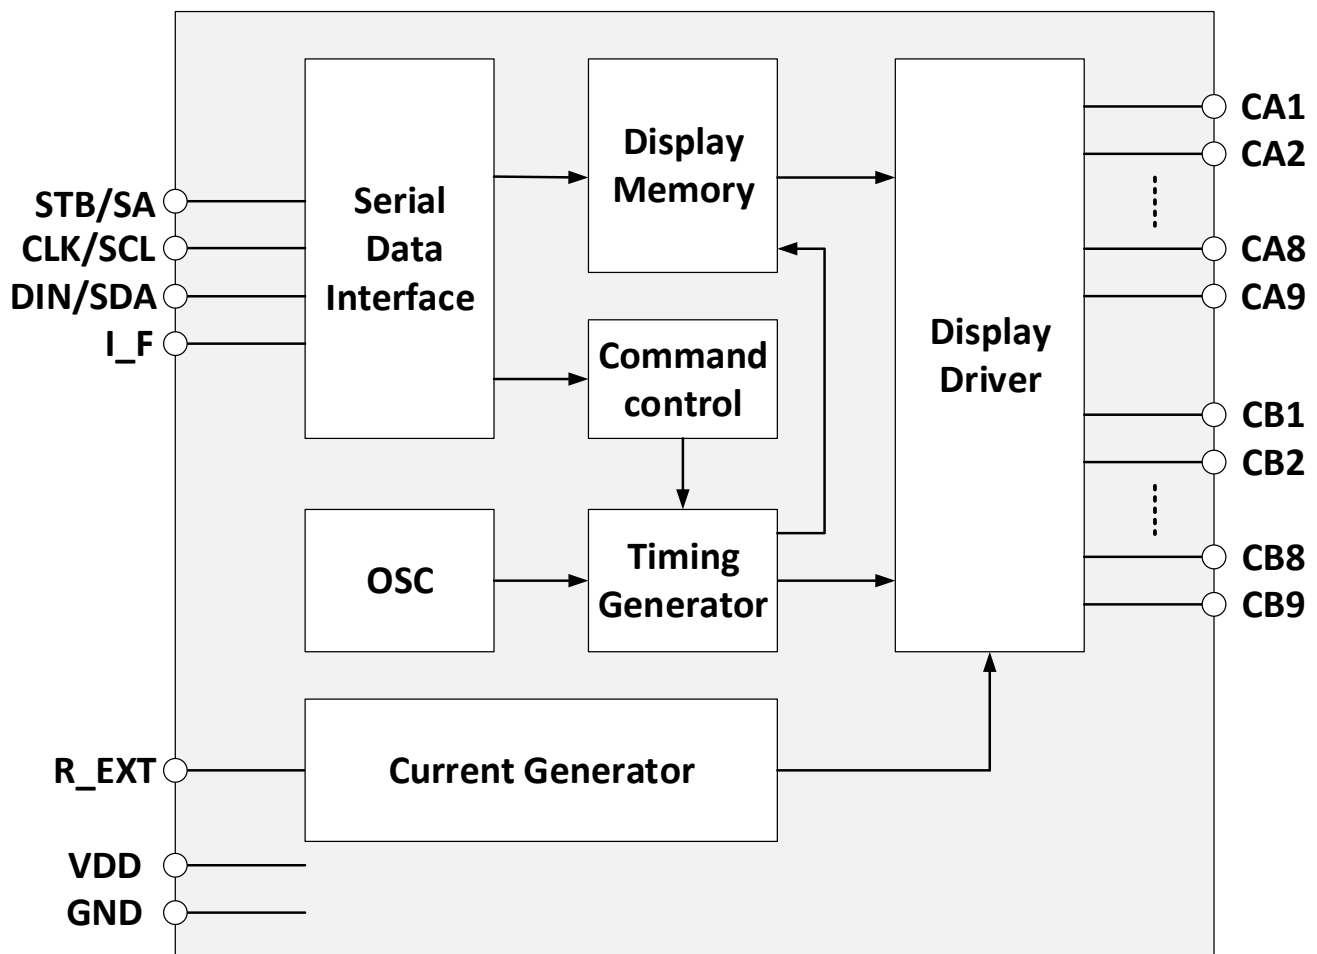 STB/SA
CLK/SCL
DIN/SDA
I_F
R_EXT
VDD
GND
Serial
Data
Interface
Display
Memory
Command
control
OSC
Timing
Generator
Current Generator
Display
Driver
CA1
CA2
CA8
CA9
CB1
CB2
CB8
CB9